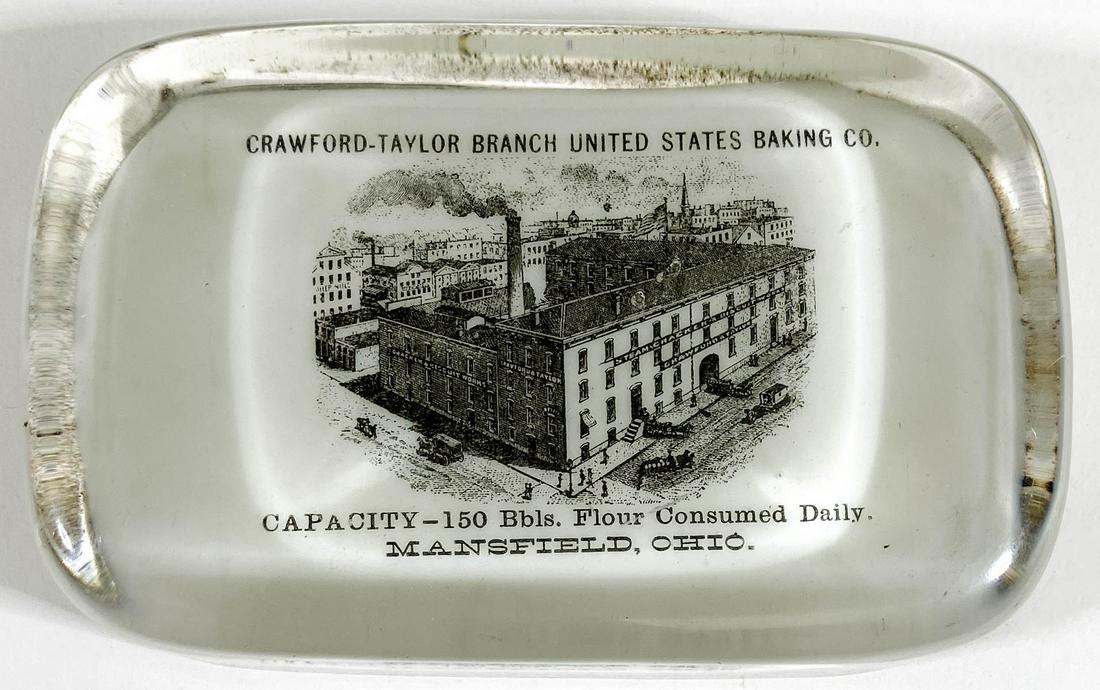 CRAWFORD-TAYLOR BRANCH UNITED STATES BAKING CO.
CAPACITY-150 Bbls. Flour Consumed Daily.
MANSFIELD, OHIO.